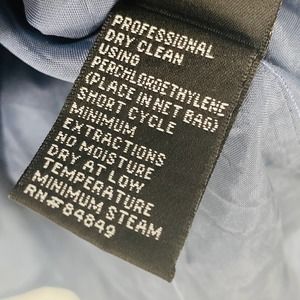 PROFESSIONAL
DRY CLEAN
USING
PERCHLOROETHYLENE
(PLACE IN NET BAG)
SHORT CYCLE
MINIMUM
EXTRACTIONS
NO MOISTURE
DRY AT LOW
TEMPERATURE
MINIMUM STEAM
RN#84849